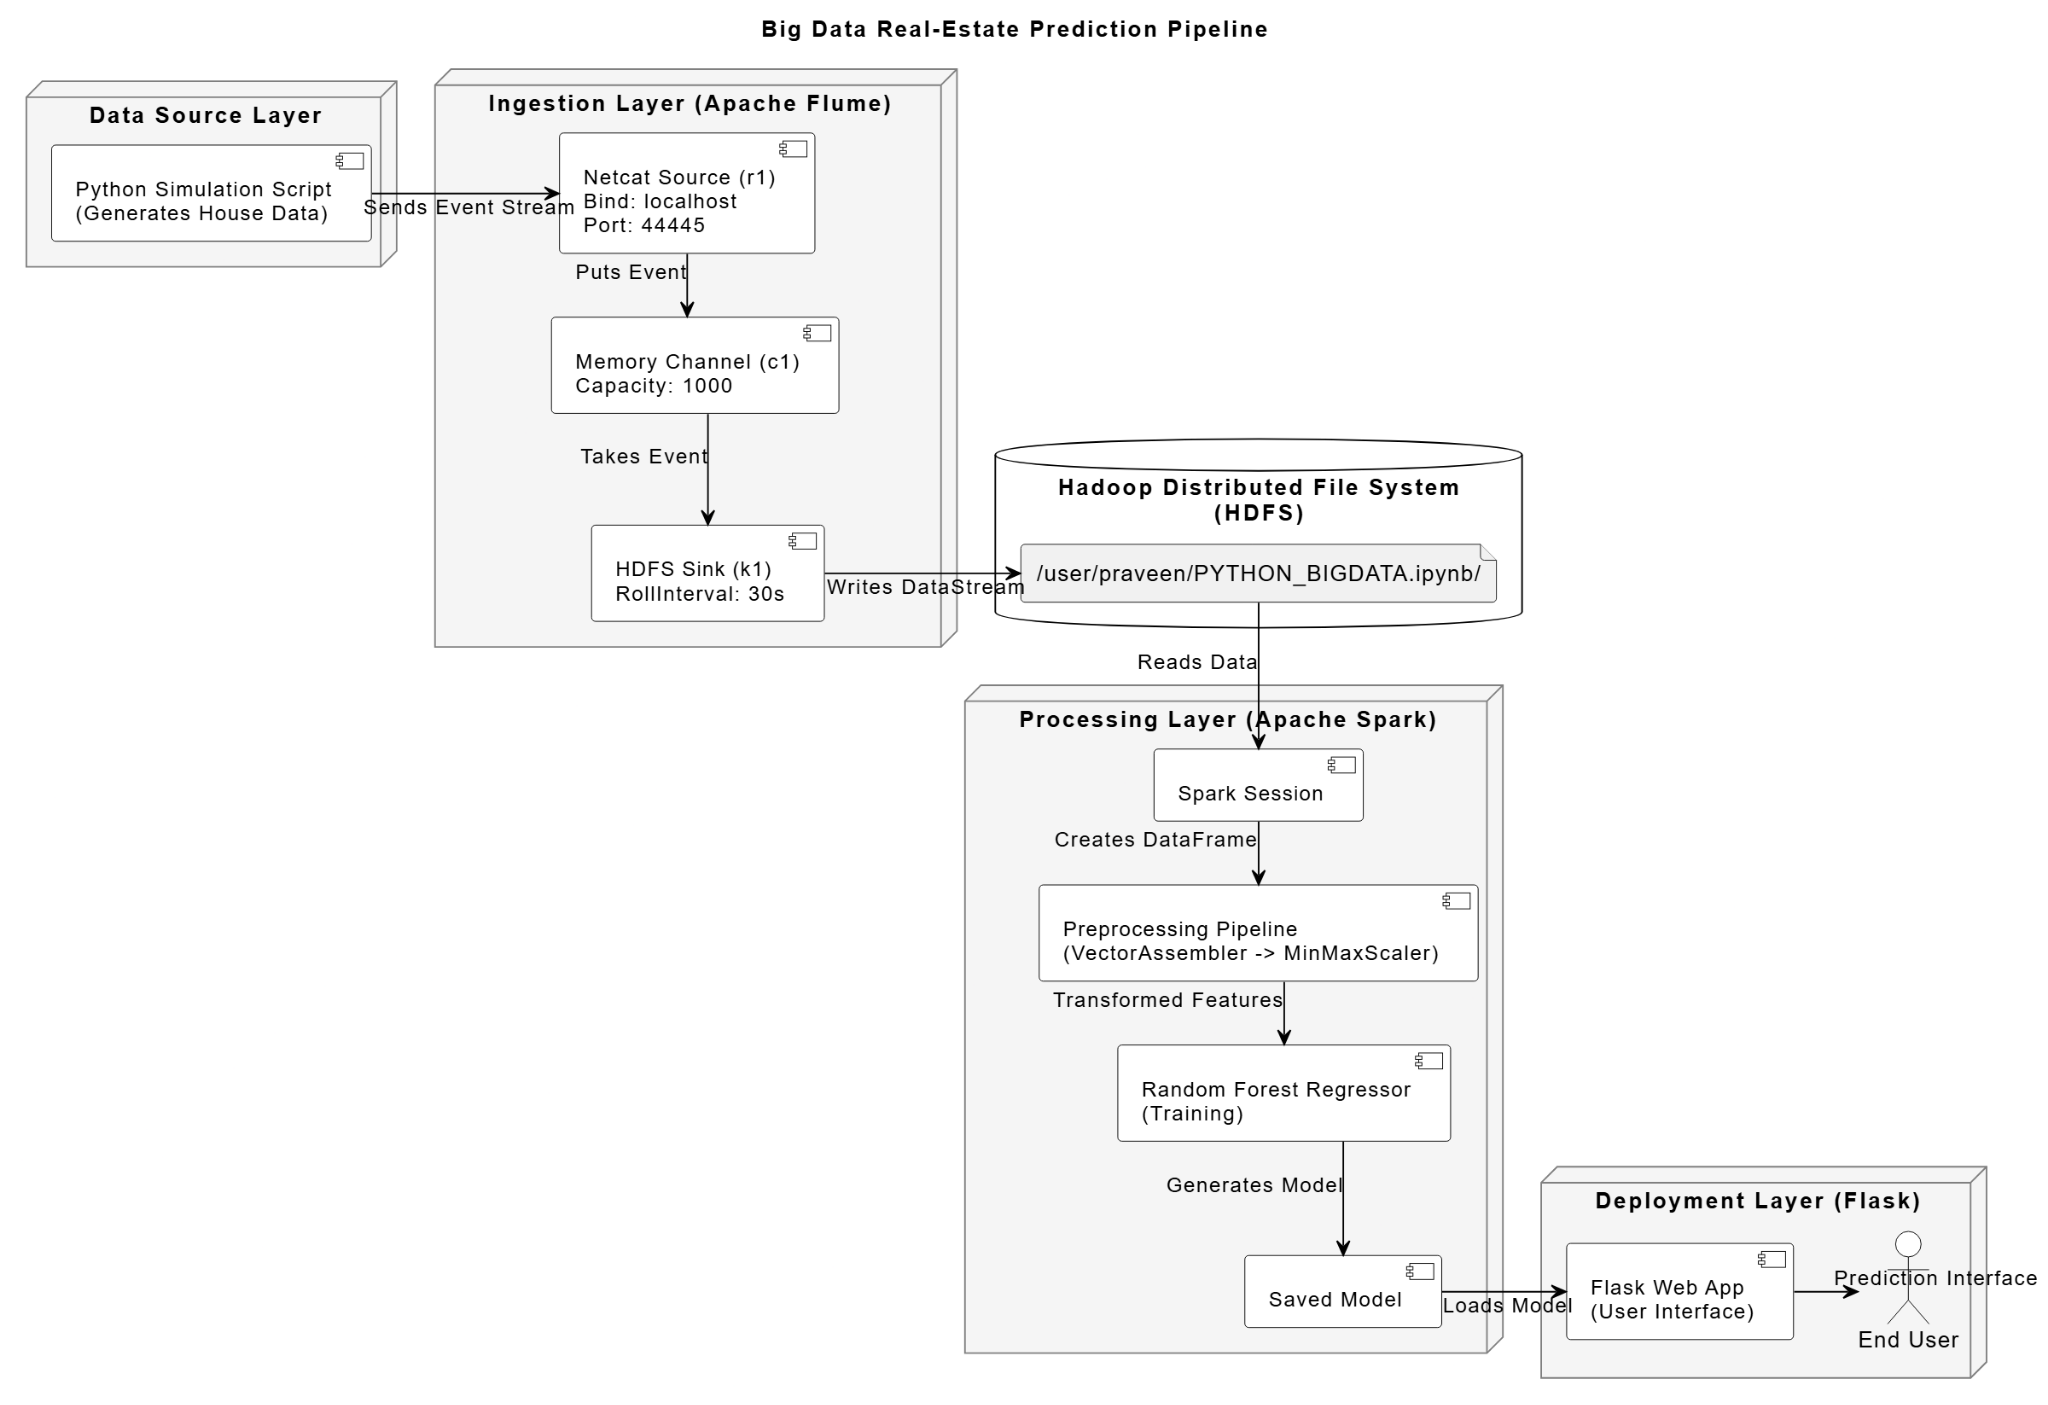 Big Data Real-Estate Prediction Pipeline
Data Source Layer
Python Simulation Script
(Generates House Data)
Sends Event Stream
Ingestion Layer (Apache Flume)
Netcat Source (r1)
Bind: localhost
Port: 44445
Puts Event
Memory Channel (c1)
Capacity: 1000
Takes Event
HDFS Sink (k1)
RollInterval: 30s
Writes DataStream
Hadoop Distributed File System
(HDFS)
/user/praveen/PYTHON_BIGDATA.ipynb/
Reads Data
Processing Layer (Apache Spark)
Spark Session
Creates DataFrame
Preprocessing Pipeline
(VectorAssembler -> MinMaxScaler)
Transformed Features
Random Forest Regressor
(Training)
Generates Model
Saved Model
Loads Model
Deployment Layer (Flask)
Flask Web App
(User Interface)
Prediction Interface
End User